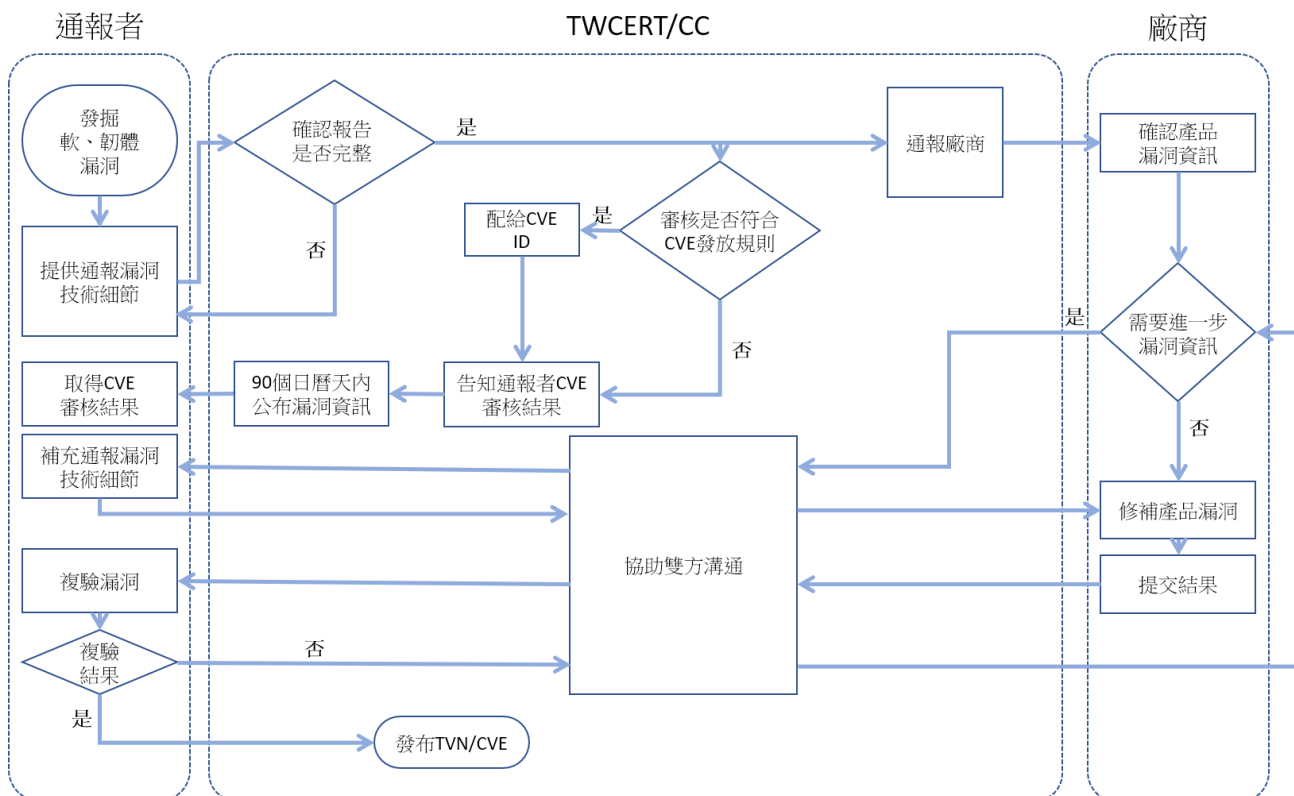 通報者
TWCERT/CC
廠商
發掘
軟、韌體
漏洞
確認報告
是否完整
是
通報廠商
確認產品
漏洞資訊
提供通報漏洞
技術細節
否
配給CVE
ID
是
審核是否符合
CVE發放規則
否
是
需要進一步
漏洞資訊
否
取得CVE
審核結果
90個日曆天內
公布漏洞資訊
告知通報者CVE
審核結果
補充通報漏洞
技術細節
協助雙方溝通
修補產品漏洞
提交結果
複驗漏洞
複驗
結果
否
是
發布TVN/CVE